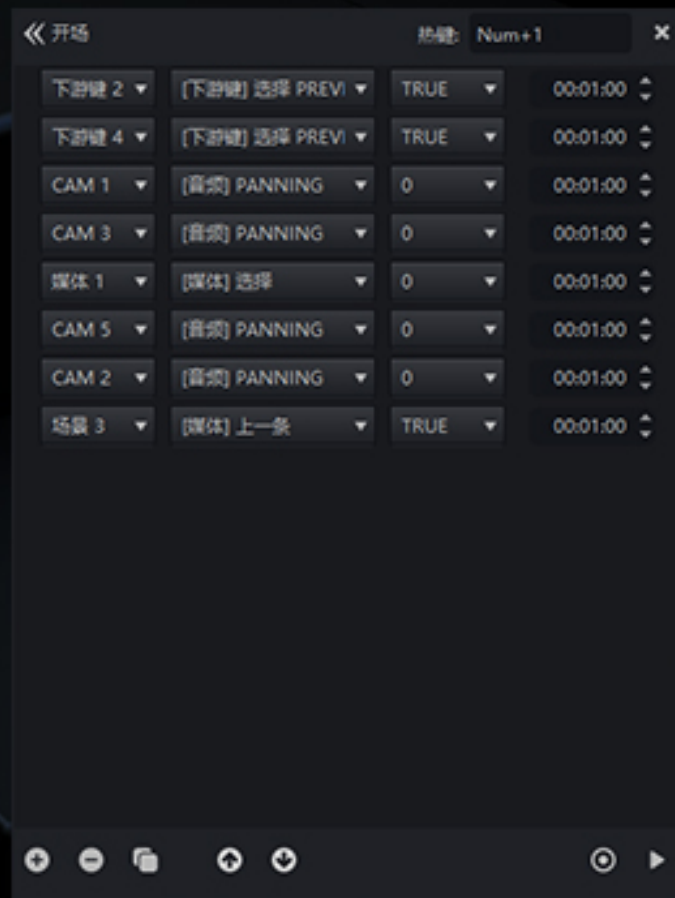 开场 热键: Num+1
下游键 2 [下游键] 选择 PREVI TRUE 00:01:00
下游键 4 [下游键] 选择 PREVI TRUE 00:01:00
CAM 1 [音频] PANNING 0 00:01:00
CAM 3 [音频] PANNING 0 00:01:00
媒体 1 [媒体] 选择 0 00:01:00
CAM 5 [音频] PANNING 0 00:01:00
CAM 2 [音频] PANNING 0 00:01:00
场景 3 [媒体] 上一条 TRUE 00:01:00